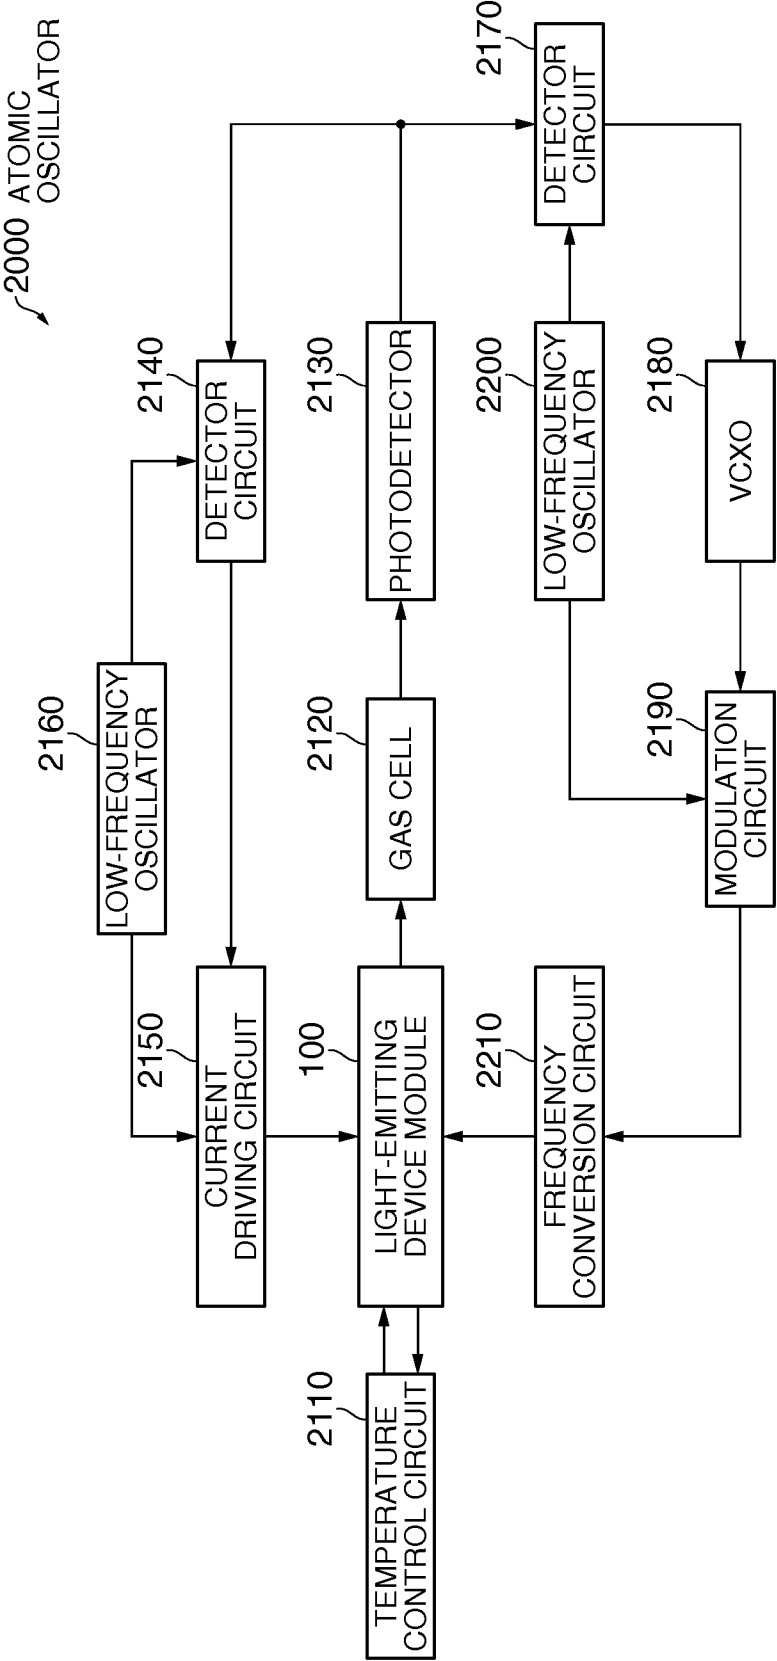 2000 ATOMIC
OSCILLATOR
2160
LOW-FREQUENCY
OSCILLATOR
2150
CURRENT
DRIVING CIRCUIT
2140
DETECTOR
CIRCUIT
2110
TEMPERATURE
CONTROL CIRCUIT
100
LIGHT-EMITTING
DEVICE MODULE
2120
GAS CELL
2130
PHOTODETECTOR
2210
FREQUENCY
CONVERSION CIRCUIT
2200
LOW-FREQUENCY
OSCILLATOR
2170
DETECTOR
CIRCUIT
2190
MODULATION
CIRCUIT
2180
VCXO